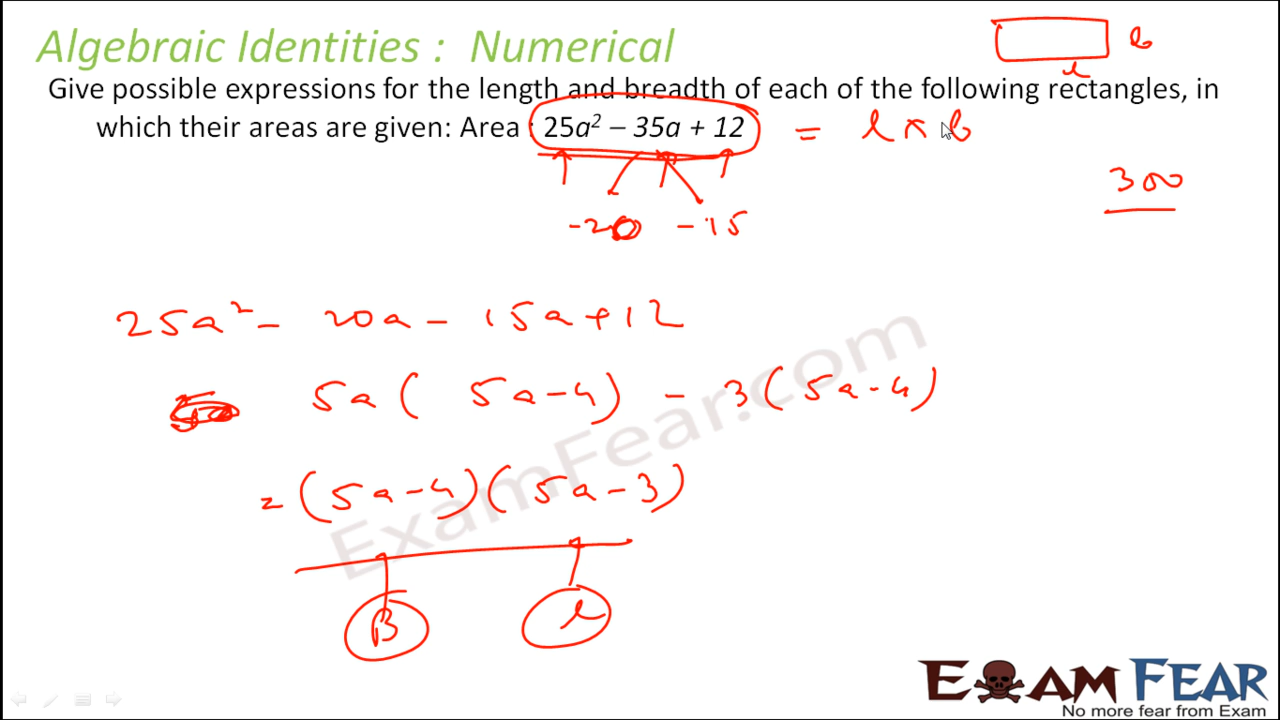 Algebraic Identities : Numerical
b
l
Give possible expressions for the length and breadth of each of the following rectangles, in
which their areas are given: Area : 25a² – 35a + 12 = l × b
300
-20 -15
25a² - 20a - 15a + 12
5a ( 5a - 4 ) - 3 ( 5a - 4 )
= ( 5a - 4 ) ( 5a - 3 )
B l
ExamFear.com
EXAM FEAR
No more fear from Exam